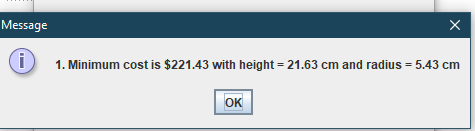 Message
1. Minimum cost is $221.43 with height = 21.63 cm and radius = 5.43 cm
OK